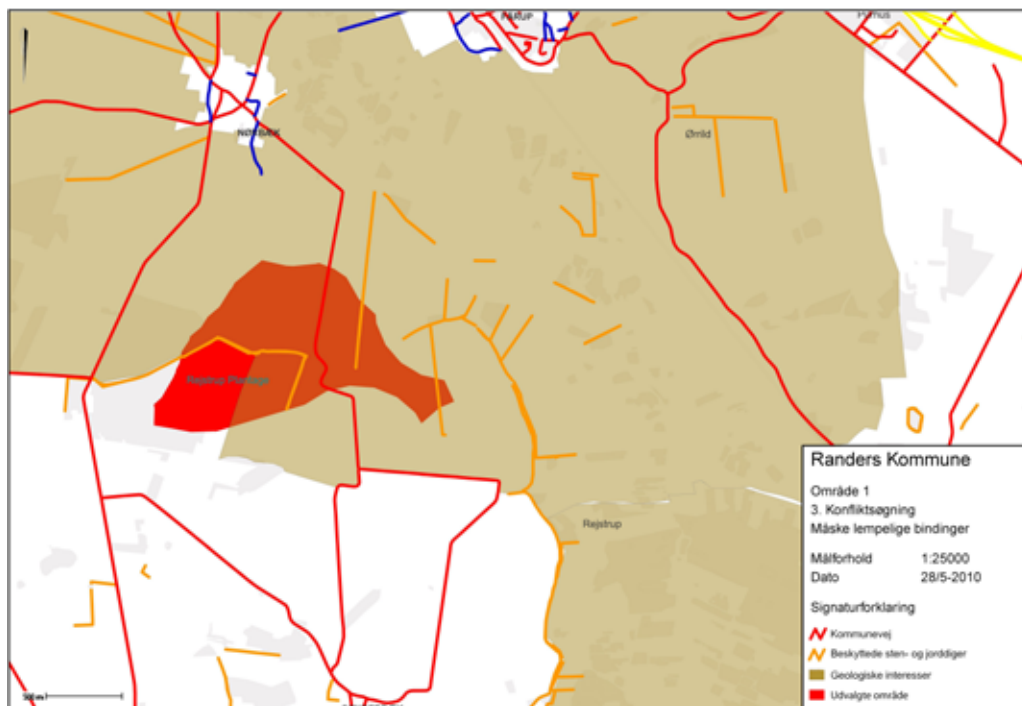 NØRBÆK
Ørrild
Rejstrup Plantage
Rejstrup
Randers Kommune
Område 1
3. Konfliktsøgning
Måske lempelige bindinger
Målforhold 1:25000
Dato 28/5-2010
Signaturforklaring
Kommunevej
Beskyttede sten- og jorddiger
Geologiske interesser
Udvalgte område